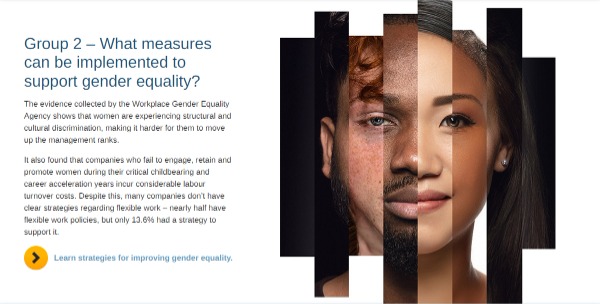 Group 2 – What measures
can be implemented to
support gender equality?
The evidence collected by the Workplace Gender Equality
Agency shows that women are experiencing structural and
cultural discrimination, making it harder for them to move
up the management ranks.
It also found that companies who fail to engage, retain and
promote women during their critical childbearing and
career acceleration years incur considerable labour
turnover costs. Despite this, many companies don't have
clear strategies regarding flexible work – nearly half have
flexible work policies, but only 13.6% had a strategy to
support it.
Learn strategies for improving gender equality.